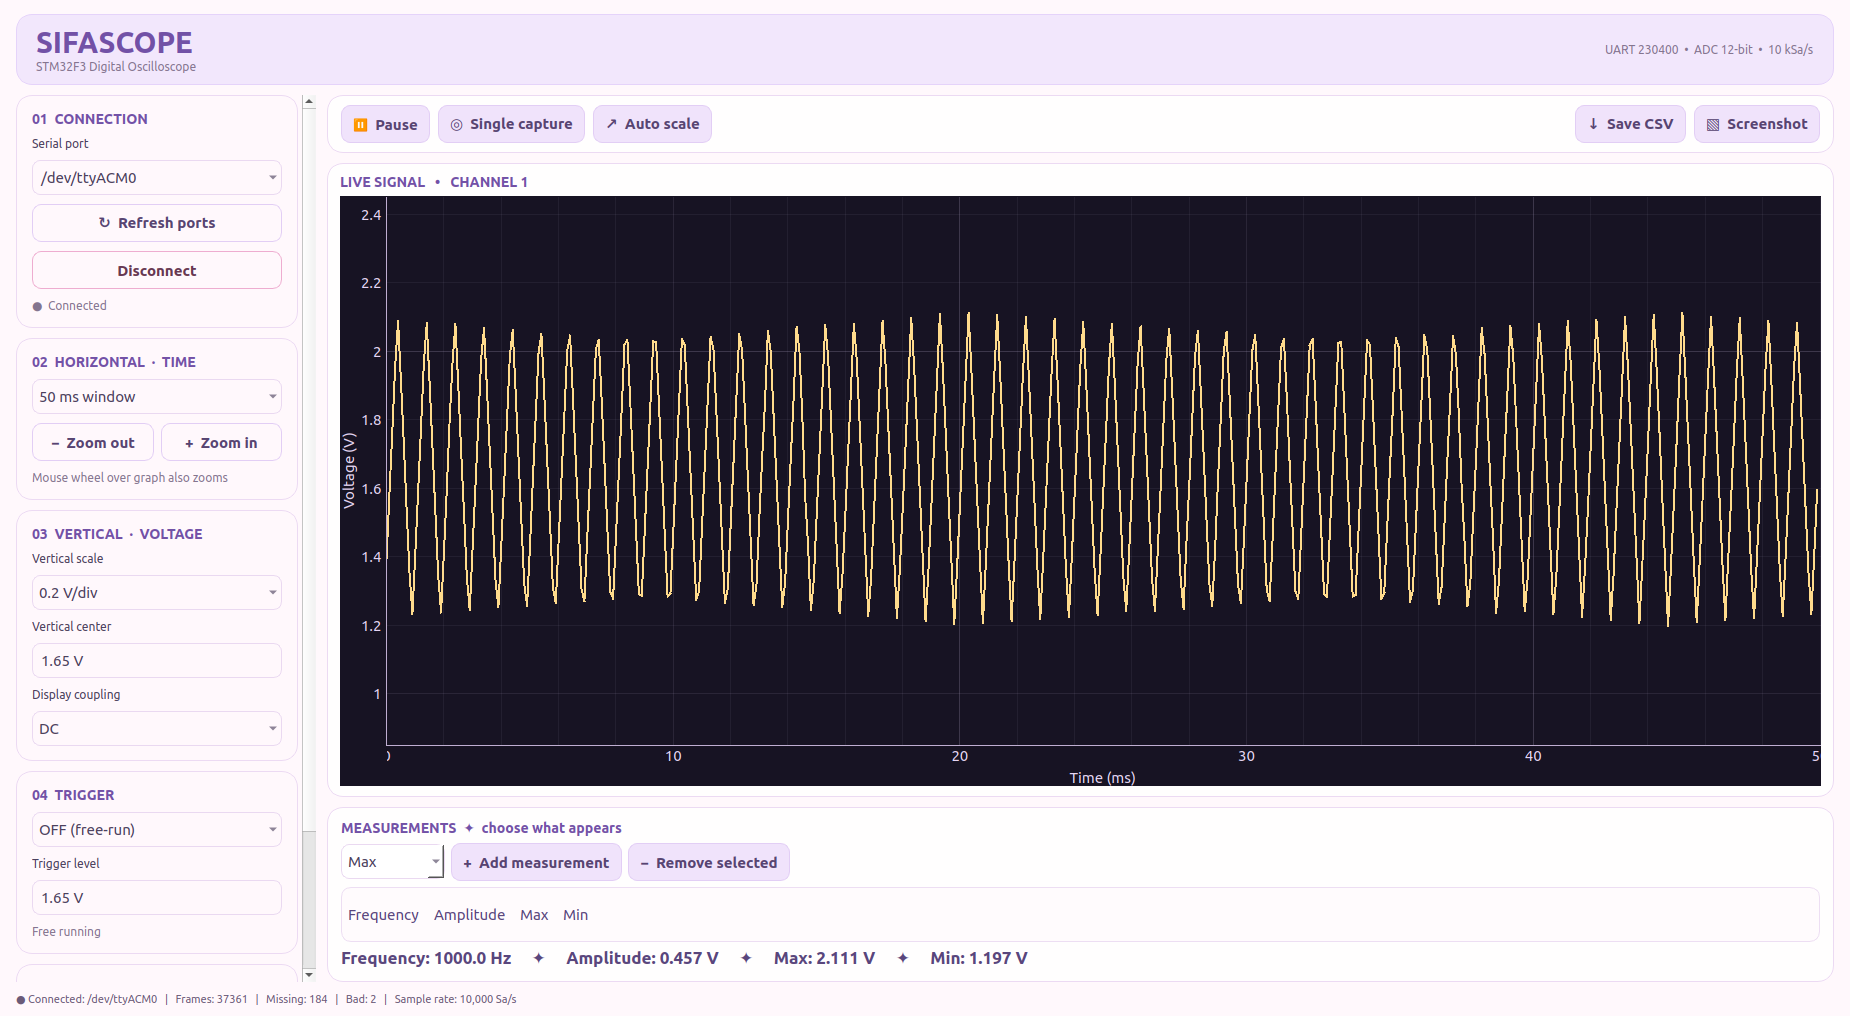 SIFASCOPE
STM32F3 Digital Oscilloscope
UART 230400 • ADC 12-bit • 10 kSa/s
01 CONNECTION
Serial port
/dev/ttyACM0
↻ Refresh ports
Disconnect
● Connected
02 HORIZONTAL · TIME
50 ms window
− Zoom out + Zoom in
Mouse wheel over graph also zooms
03 VERTICAL · VOLTAGE
Vertical scale
0.2 V/div
Vertical center
1.65 V
Display coupling
DC
04 TRIGGER
OFF (free-run)
Trigger level
1.65 V
Free running
⏸ Pause ◎ Single capture ↗ Auto scale ↓ Save CSV ▧ Screenshot
LIVE SIGNAL • CHANNEL 1
2.4
2.2
2
1.8
1.6
1.4
1.2
1
Voltage (V)
10 20 30 40
Time (ms)
MEASUREMENTS ✦ choose what appears
Max + Add measurement − Remove selected
Frequency Amplitude Max Min
Frequency: 1000.0 Hz ✦ Amplitude: 0.457 V ✦ Max: 2.111 V ✦ Min: 1.197 V
● Connected: /dev/ttyACM0 | Frames: 37361 | Missing: 184 | Bad: 2 | Sample rate: 10,000 Sa/s